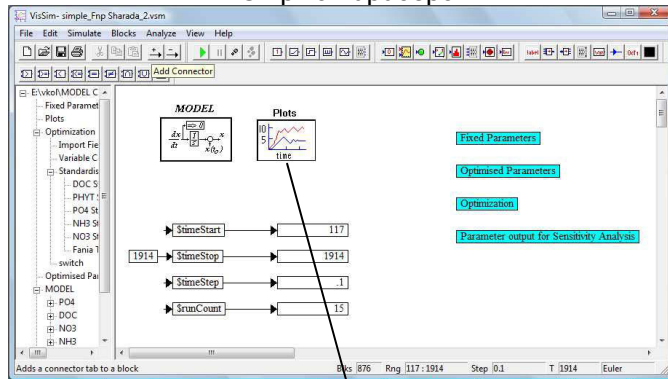 VisSim- simple_Fnp Sharada_2.vsm
File Edit Simulate Blocks Analyze View Help
Add Connector
E:\vkol\MODEL C
Fixed Paramet
Plots
Optimization
Import Fie
Variable C
Standardis
DOC S
PHYT
PO4 St
NH3 St
NO3 St
Fania T
switch
Optimised Par
MODEL
PO4
DOC
NO3
NH3
MODEL
Plots
10
5
time
Fixed Parameters
Optimised Parameters
Optimization
Parameter output for Sensitivity Analysis
$timeStart 117
1914 $timeStop 1914
$timeStep .1
$runCount 15
Adds a connector tab to a block
Blks 876 Rng 117:1914 Step 0.1 T 1914 Euler